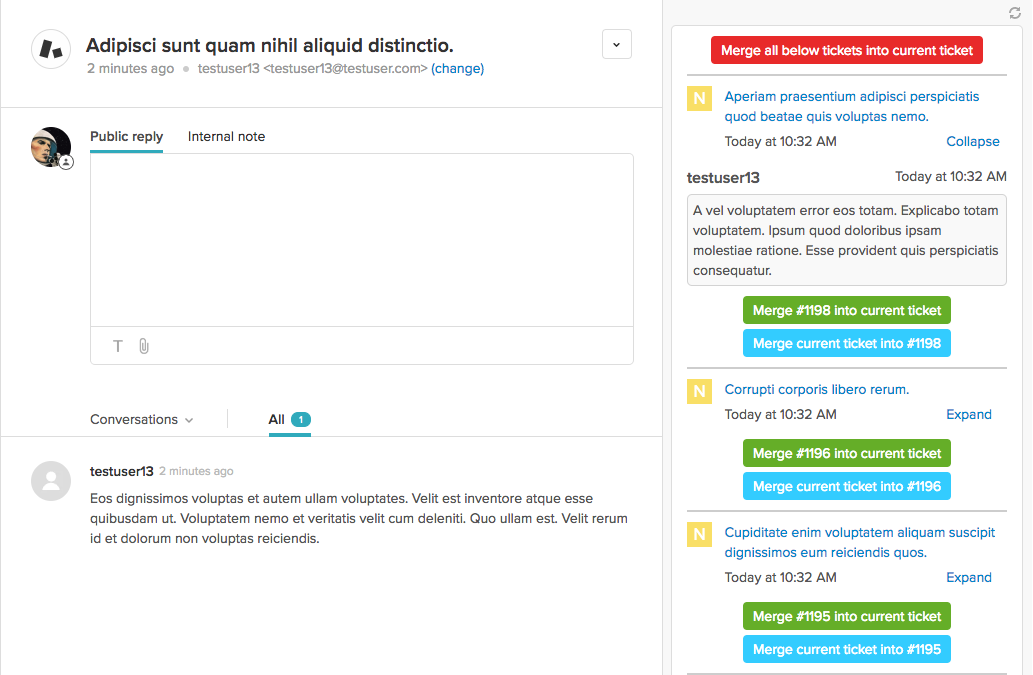 Adipisci sunt quam nihil aliquid distinctio.
2 minutes ago testuser13 <testuser13@testuser.com> (change)
Public reply Internal note
T
Conversations All 1
testuser13 2 minutes ago
Eos dignissimos voluptas et autem ullam voluptates. Velit est inventore atque esse
quibusdam ut. Voluptatem nemo et veritatis velit cum deleniti. Quo ullam est. Velit rerum
id et dolorum non voluptas reiciendis.
Merge all below tickets into current ticket
N
Aperiam praesentium adipisci perspiciatis
quod beatae quis voluptas nemo.
Today at 10:32 AM Collapse
testuser13 Today at 10:32 AM
A vel voluptatem error eos totam. Explicabo totam
voluptatem. Ipsum quod doloribus ipsam
molestiae ratione. Esse provident quis perspiciatis
consequatur.
Merge #1198 into current ticket
Merge current ticket into #1198
N
Corrupti corporis libero rerum.
Today at 10:32 AM Expand
Merge #1196 into current ticket
Merge current ticket into #1196
N
Cupiditate enim voluptatem aliquam suscipit
dignissimos eum reiciendis quos.
Today at 10:32 AM Expand
Merge #1195 into current ticket
Merge current ticket into #1195